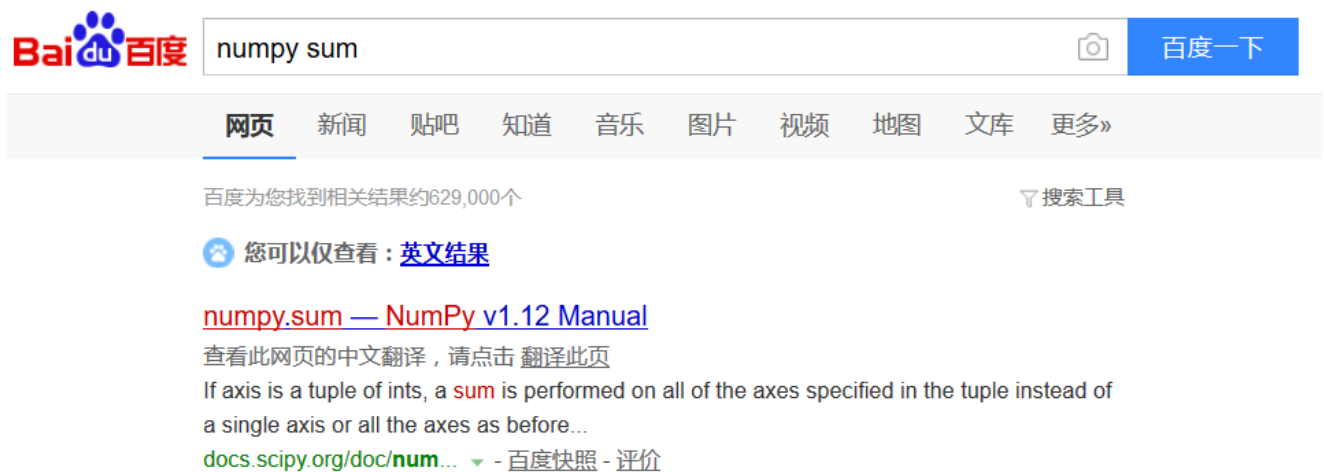 Baidu百度 numpy sum 百度一下
网页 新闻 贴吧 知道 音乐 图片 视频 地图 文库 更多»
百度为您找到相关结果约629,000个 搜索工具
您可以仅查看：英文结果
numpy.sum — NumPy v1.12 Manual
查看此网页的中文翻译，请点击 翻译此页
If axis is a tuple of ints, a sum is performed on all of the axes specified in the tuple instead of
a single axis or all the axes as before...
docs.scipy.org/doc/num... - 百度快照 - 评价